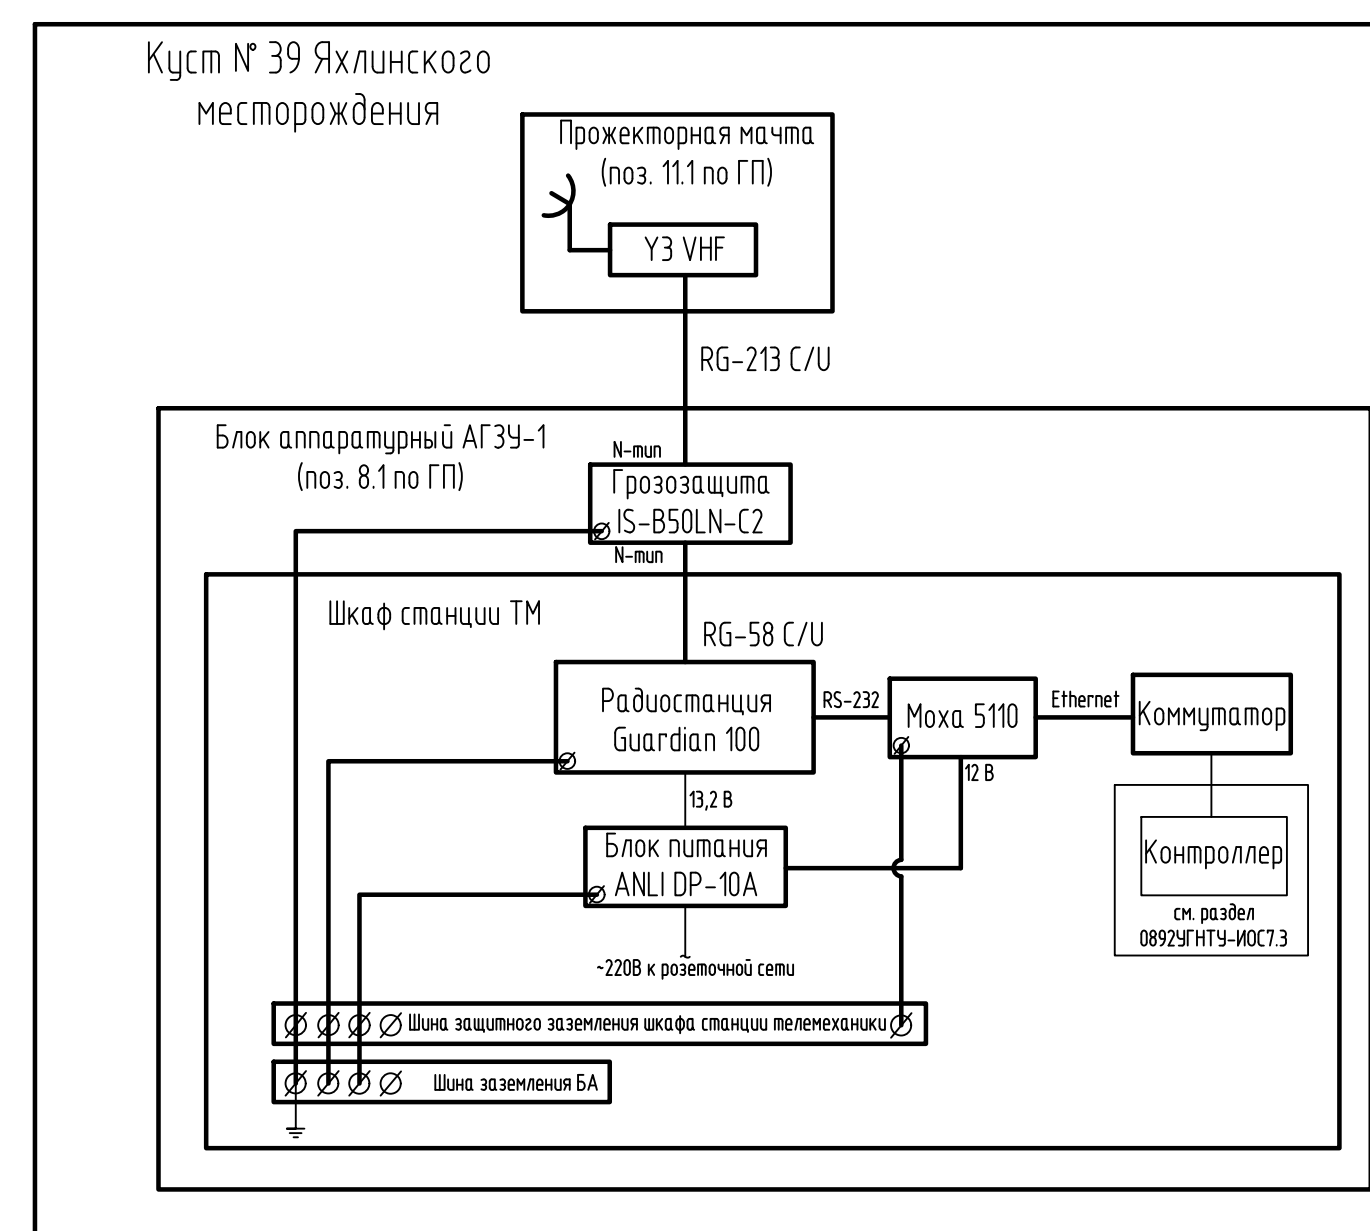 Куст № 39 Яхлинского
месторождения
Прожекторная мачта
(поз. 11.1 по ГП)
Y3 VHF
RG-213 C/U
Блок аппаратурный АГЗУ-1
(поз. 8.1 по ГП)
N-тип
Грозозащита
IS-B50LN-C2
N-тип
Шкаф станции ТМ
RG-58 C/U
Радиостанция
Guardian 100
RS-232
Moxa 5110
Ethernet
Коммутатор
12 В
13,2 В
Блок питания
ANLI DP-10A
Контроллер
см. раздел
0892УГНТУ-ИОС7.3
~
~220В к розеточной сети
Шина защитного заземления шкафа станции телемеханики
Шина заземления БА